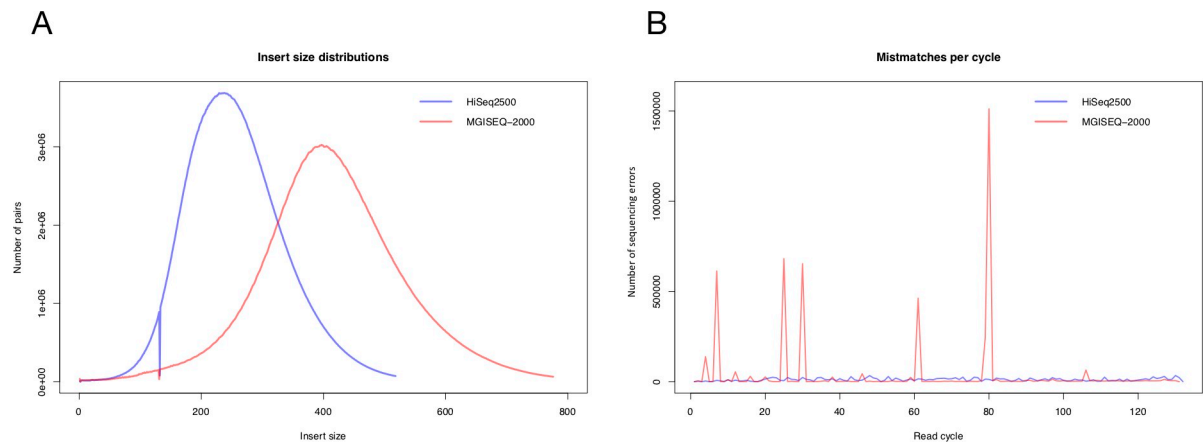 A
Insert size distributions
HiSeq2500
MGISEQ-2000
Number of pairs
0e+00
1e+06
2e+06
3e+06
0 200 400 600 800
Insert size
B
Mistmatches per cycle
HiSeq2500
MGISEQ-2000
Number of sequencing errors
0
500000
1000000
1500000
0 20 40 60 80 100 120
Read cycle